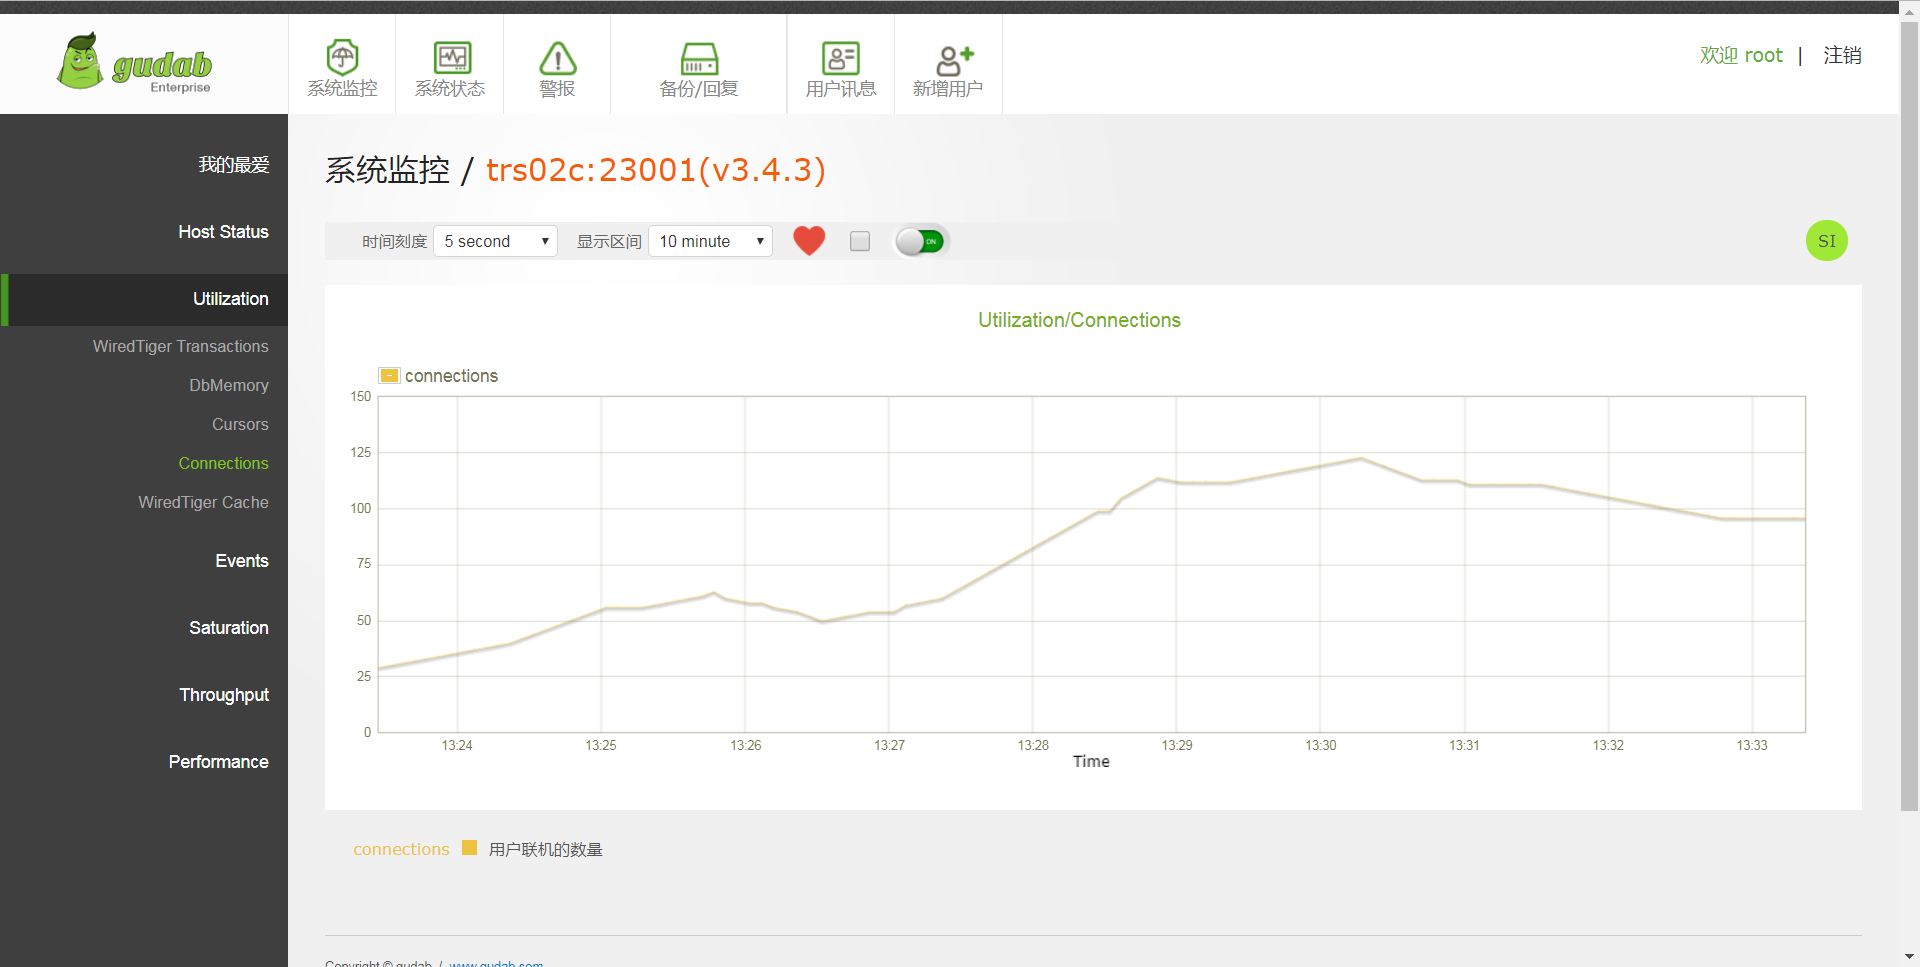 gudab
Enterprise
系统监控
系统状态
警报
备份/回复
用户讯息
新增用户
欢迎 root | 注销
我的最爱
Host Status
Utilization
WiredTiger Transactions
DbMemory
Cursors
Connections
WiredTiger Cache
Events
Saturation
Throughput
Performance
系统监控 / trs02c:23001(v3.4.3)
时间刻度 5 second 显示区间 10 minute ON SI
Utilization/Connections
connections
150
125
100
75
50
25
0
13:24 13:25 13:26 13:27 13:28 13:29 13:30 13:31 13:32 13:33
Time
connections 用户联机的数量
Copyright © gudab / www.gudab.com